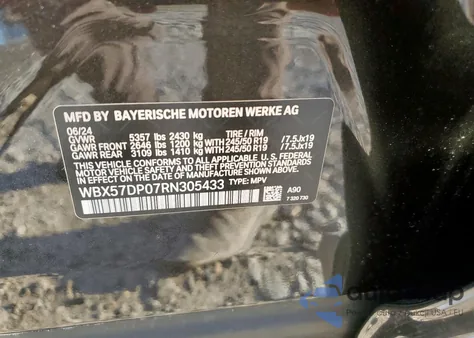 MFD BY BAYERISCHE MOTOREN WERKE AG
06/24
GVWR 5357 lbs 2430 kg TIRE / RIM
GAWR FRONT 2646 lbs 1200 kg 245/50 R19 /7.5Jx19
GAWR REAR 3109 lbs 1410 kg 245/50 R19 /7.5Jx19
THIS VEHICLE CONFORMS TO ALL APPLICABLE FEDERAL
MOTOR VEHICLE SAFETY AND THEFT PREVENTION
STANDARDS IN EFFECT ON THE DATE OF MANUFACTURE SHOWN ABOVE.
WBX57DP07RN305433 TYPE: MPV A90
7 329 730